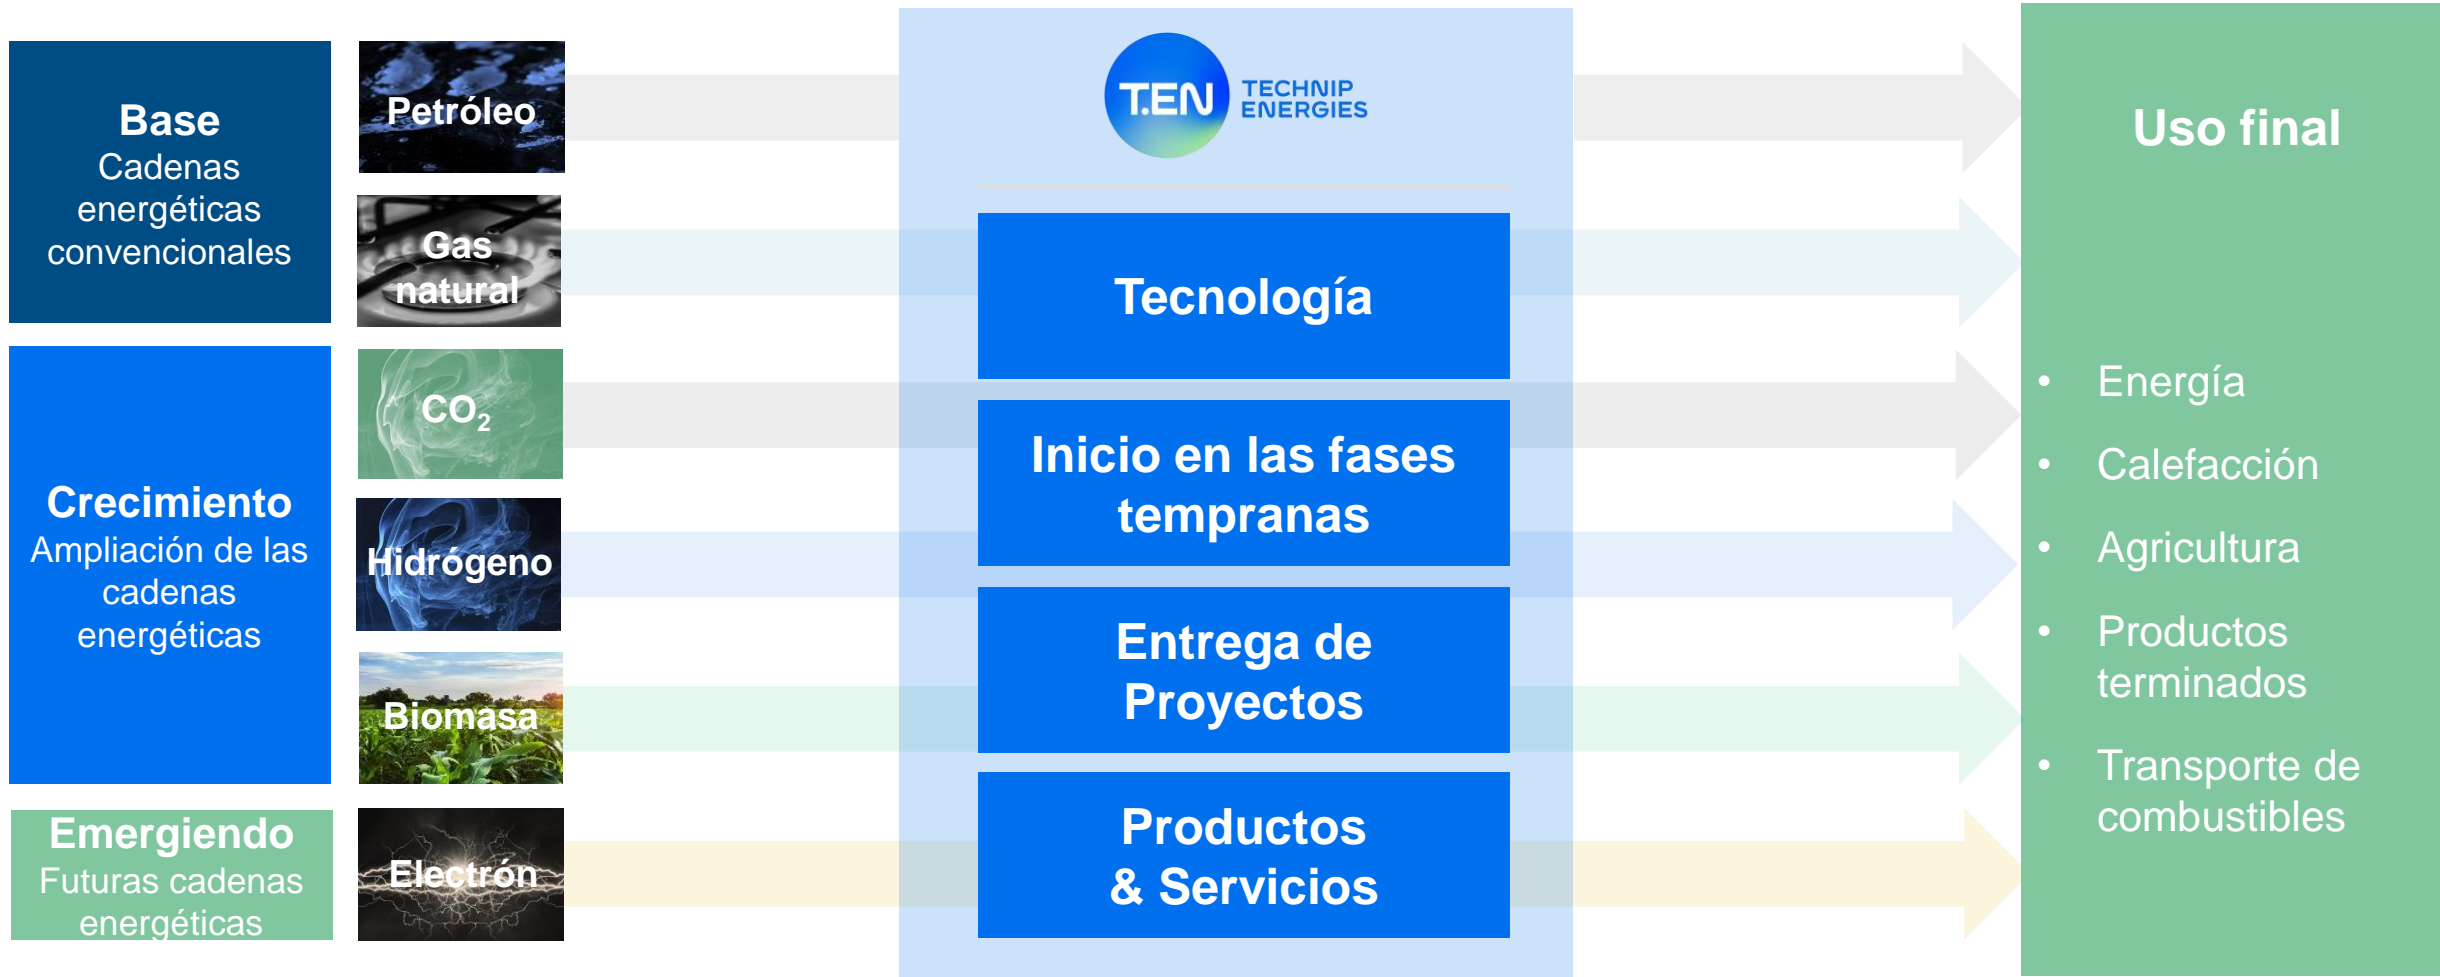 Base
Cadenas
energéticas
convencionales
Petróleo
Gas
natural
Crecimiento
Ampliación de las
cadenas
energéticas
CO₂
Hidrógeno
Biomasa
Emergiendo
Futuras cadenas
energéticas
Electrón
T.EN
TECHNIP
ENERGIES
Tecnología
Inicio en las fases
tempranas
Entrega de
Proyectos
Productos
& Servicios
Uso final
• Energía
• Calefacción
• Agricultura
• Productos
terminados
• Transporte de
combustibles